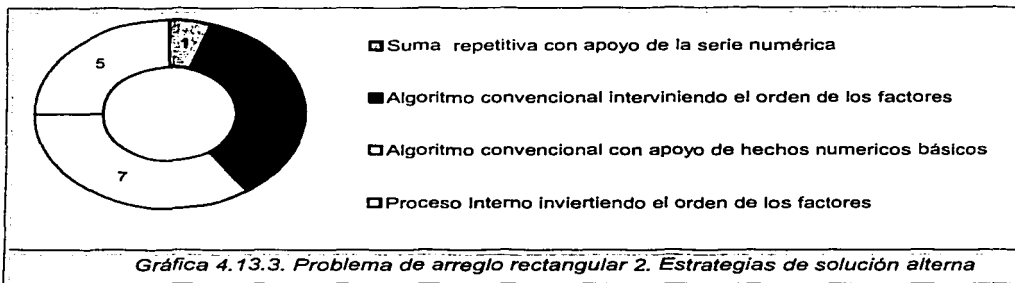 1
5
7
Suma repetitiva con apoyo de la serie numérica
Algoritmo convencional interviniendo el orden de los factores
Algoritmo convencional con apoyo de hechos numericos básicos
Proceso Interno inviertiendo el orden de los factores
Gráfica 4.13.3. Problema de arreglo rectangular 2. Estrategias de solución alterna